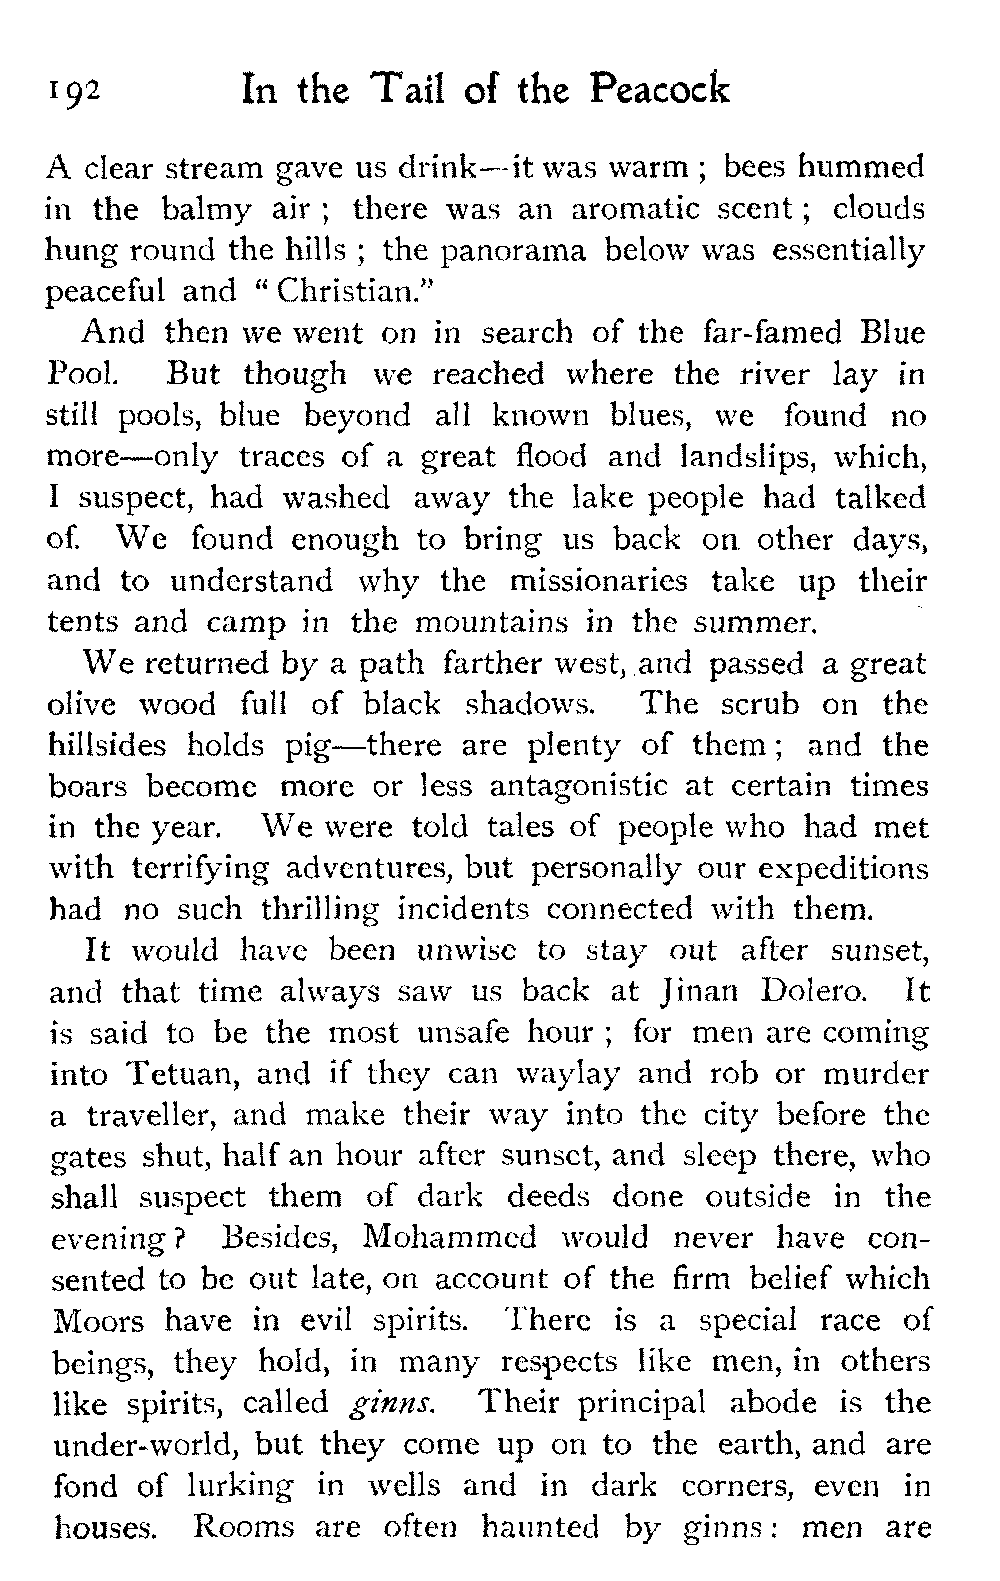 192 In the Tail of the Peacock
A clear stream gave us drink—it was warm ; bees hummed
in the balmy air ; there was an aromatic scent ; clouds
hung round the hills ; the panorama below was essentially
peaceful and " Christian."
And then we went on in search of the far-famed Blue
Pool. But though we reached where the river lay in
still pools, blue beyond all known blues, we found no
more—only traces of a great flood and landslips, which,
I suspect, had washed away the lake people had talked
of. We found enough to bring us back on other days,
and to understand why the missionaries take up their
tents and camp in the mountains in the summer.
We returned by a path farther west, and passed a great
olive wood full of black shadows. The scrub on the
hillsides holds pig—there are plenty of them ; and the
boars become more or less antagonistic at certain times
in the year. We were told tales of people who had met
with terrifying adventures, but personally our expeditions
had no such thrilling incidents connected with them.
It would have been unwise to stay out after sunset,
and that time always saw us back at Jinan Dolero. It
is said to be the most unsafe hour ; for men are coming
into Tetuan, and if they can waylay and rob or murder
a traveller, and make their way into the city before the
gates shut, half an hour after sunset, and sleep there, who
shall suspect them of dark deeds done outside in the
evening ? Besides, Mohammed would never have con-
sented to be out late, on account of the firm belief which
Moors have in evil spirits. There is a special race of
beings, they hold, in many respects like men, in others
like spirits, called ginns. Their principal abode is the
under-world, but they come up on to the earth, and are
fond of lurking in wells and in dark corners, even in
houses. Rooms are often haunted by ginns : men are